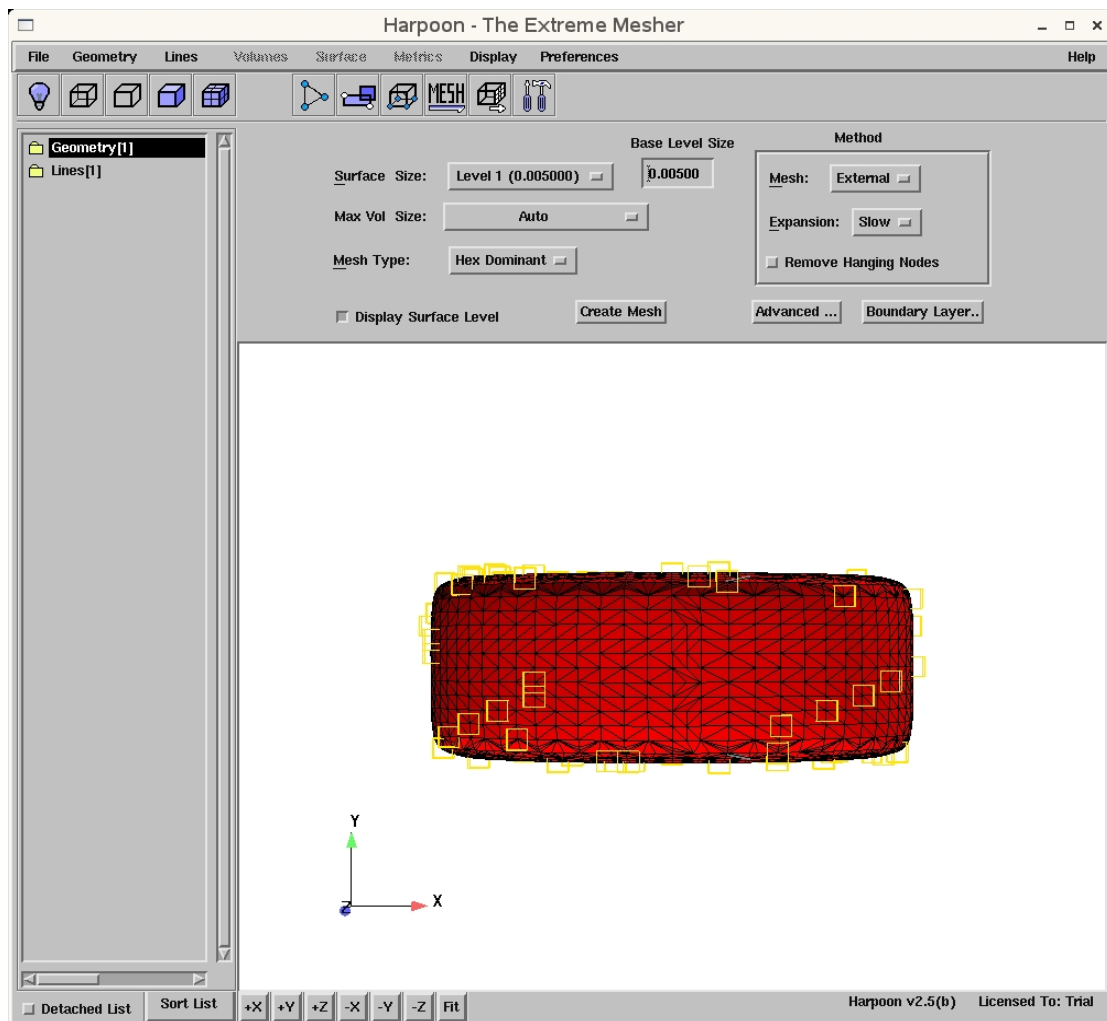 Harpoon - The Extreme Mesher
File Geometry Lines Volumes Surface Metrics Display Preferences Help
MESH
Geometry[1]
Lines[1]
Base Level Size
Method
Surface Size: Level 1 (0.005000) 0.00500
Mesh: External
Max Vol Size: Auto
Expansion: Slow
Mesh Type: Hex Dominant
Remove Hanging Nodes
Display Surface Level Create Mesh Advanced ... Boundary Layer..
Y
X
Z
Detached List Sort List +X +Y +Z -X -Y -Z Fit Harpoon v2.5(b) Licensed To: Trial